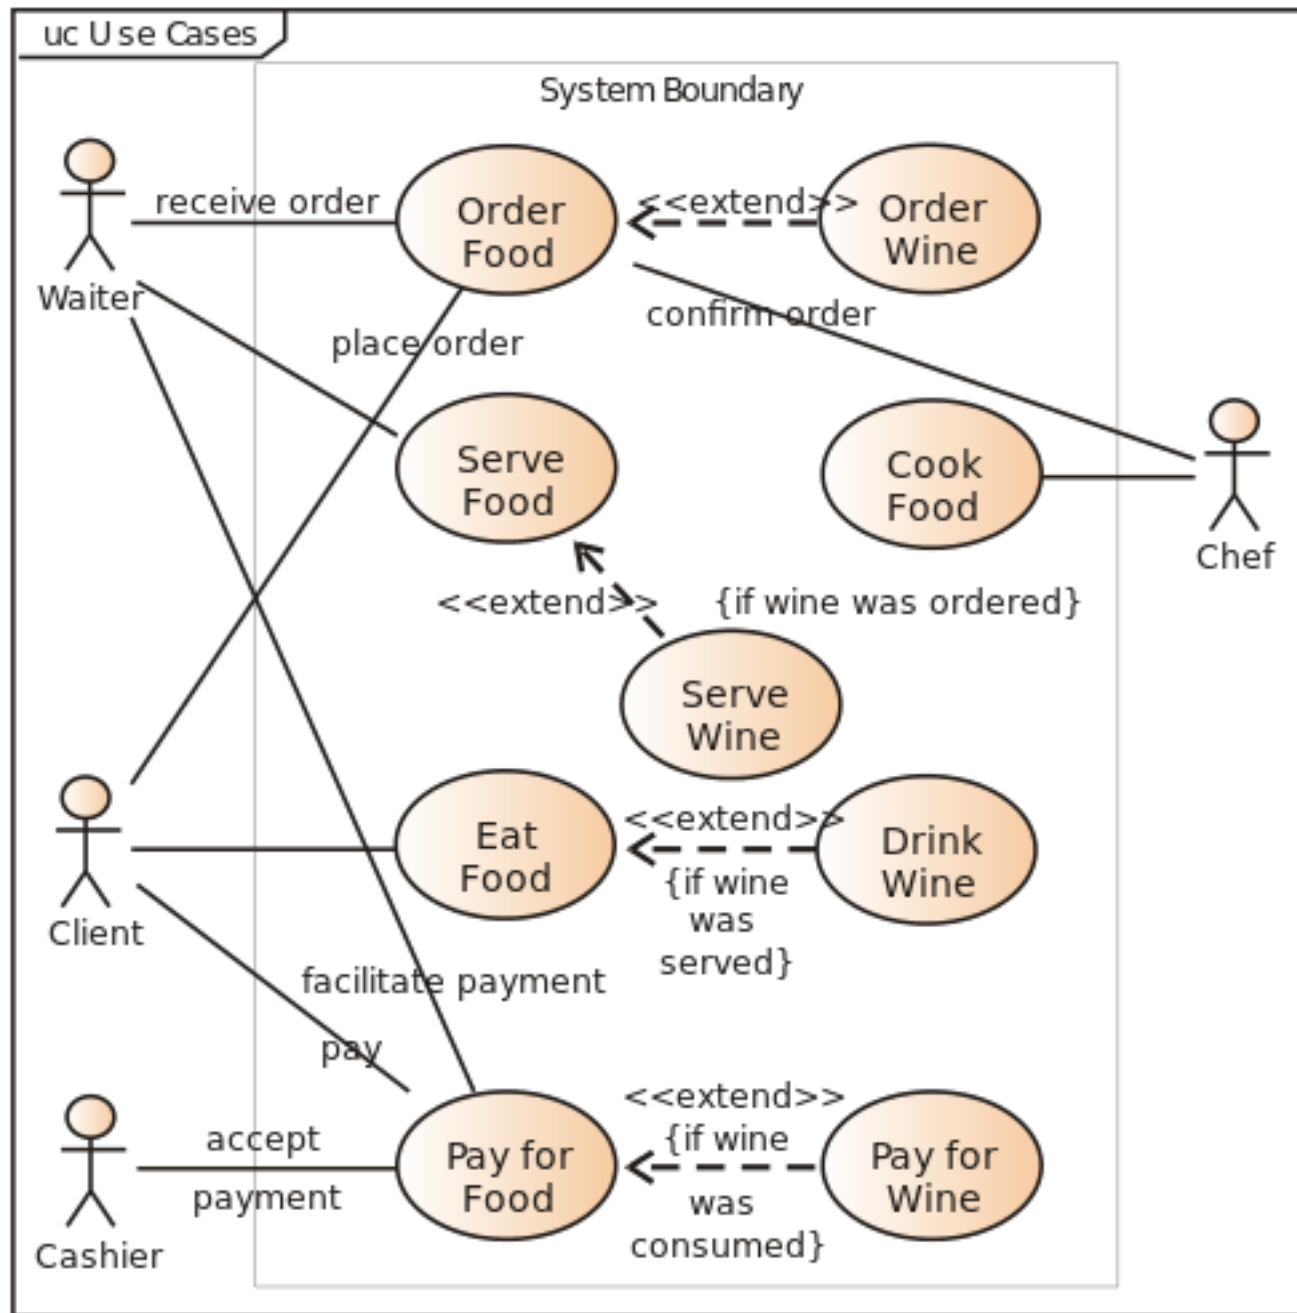 uc Use Cases
System Boundary
receive order
Order
Food
<<extend>>
Order
Wine
Waiter
confirm order
place order
Serve
Food
Cook
Food
Chef
<<extend>>
{if wine was ordered}
Serve
Wine
Eat
Food
<<extend>>
{if wine
was
served}
Drink
Wine
Client
facilitate payment
pay
accept
payment
Pay for
Food
<<extend>>
{if wine
was
consumed}
Pay for
Wine
Cashier